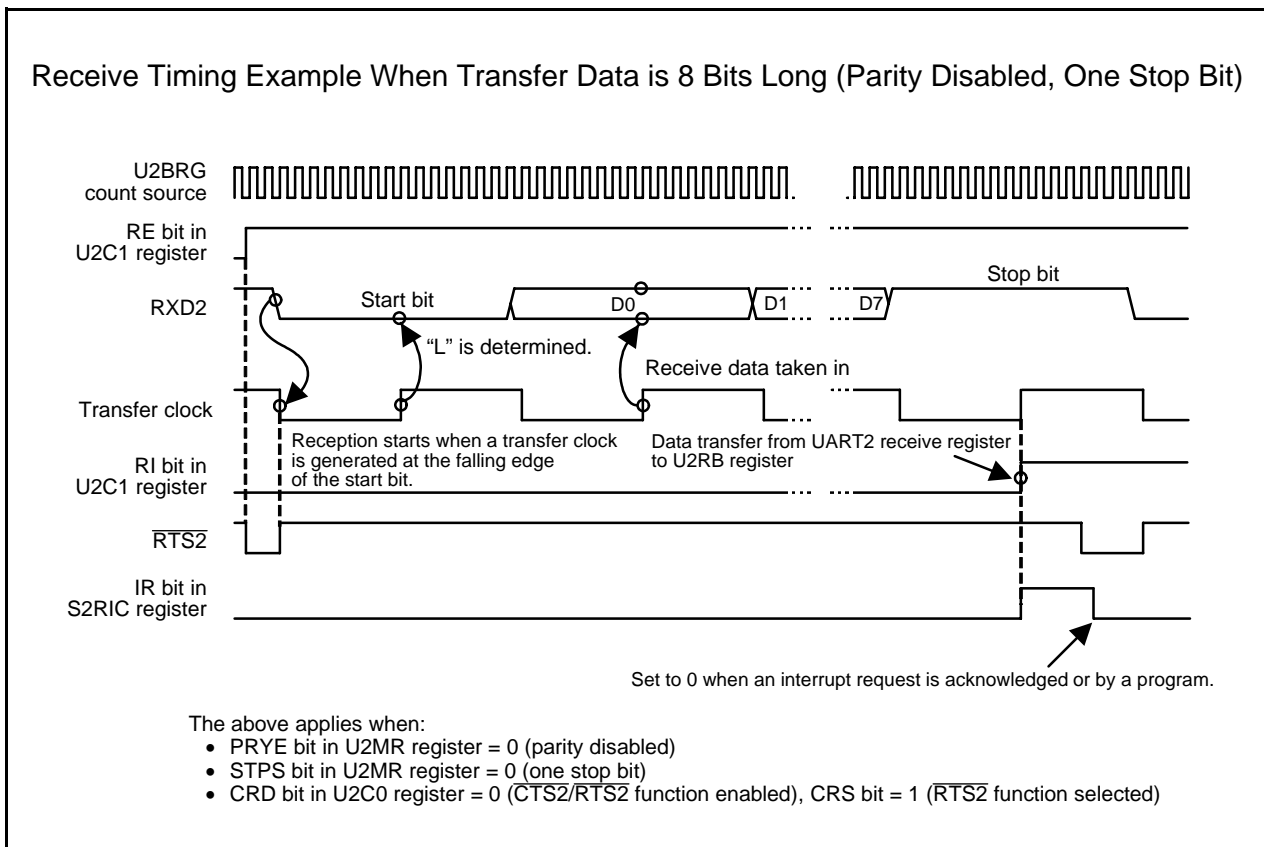 Receive Timing Example When Transfer Data is 8 Bits Long (Parity Disabled, One Stop Bit)
U2BRG
count source
RE bit in
U2C1 register
RXD2
Start bit
D0
D1
D7
Stop bit
“L” is determined.
Receive data taken in
Transfer clock
Reception starts when a transfer clock
is generated at the falling edge
of the start bit.
Data transfer from UART2 receive register
to U2RB register
RI bit in
U2C1 register
RTS2
IR bit in
S2RIC register
Set to 0 when an interrupt request is acknowledged or by a program.
The above applies when:
• PRYE bit in U2MR register = 0 (parity disabled)
• STPS bit in U2MR register = 0 (one stop bit)
• CRD bit in U2C0 register = 0 (CTS2/RTS2 function enabled), CRS bit = 1 (RTS2 function selected)